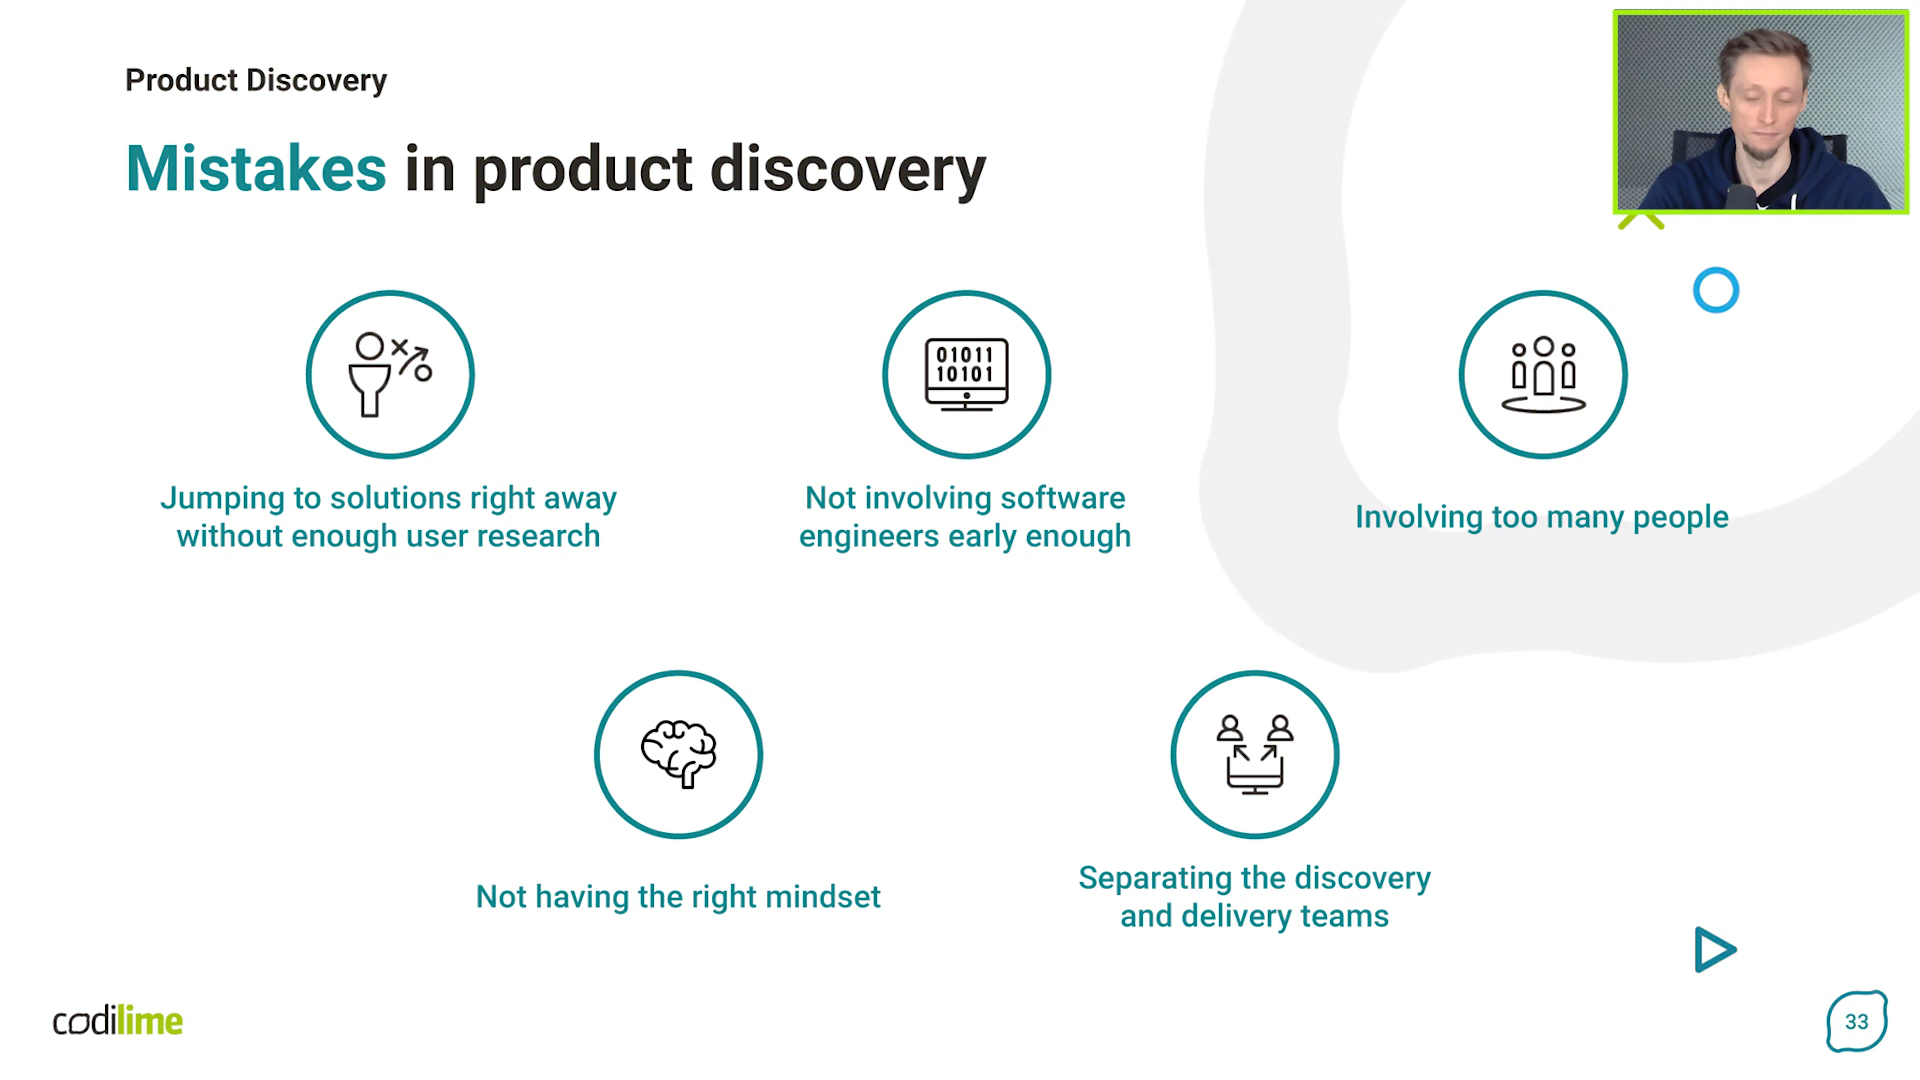 Product Discovery
Mistakes in product discovery
01011
10101
Jumping to solutions right away
without enough user research
Not involving software
engineers early enough
Involving too many people
Not having the right mindset
Separating the discovery
and delivery teams
codilime
33